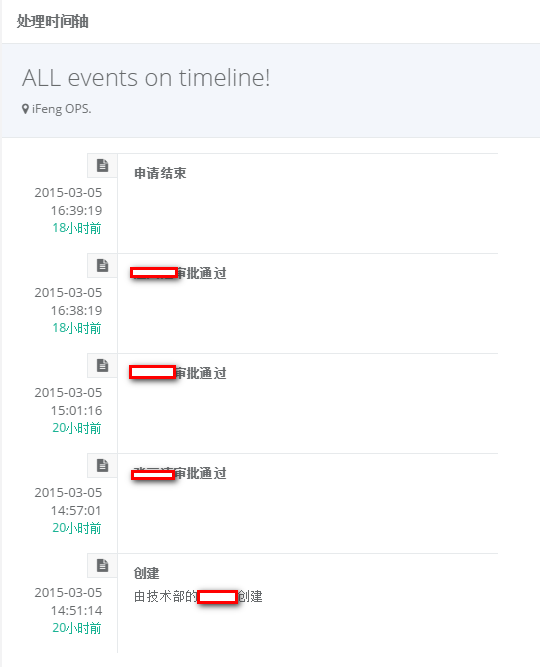 处理时间轴
ALL events on timeline!
iFeng OPS.
申请结束
2015-03-05
16:39:19
18小时前
审批通过
2015-03-05
16:38:19
18小时前
审批通过
2015-03-05
15:01:16
20小时前
审批通过
2015-03-05
14:57:01
20小时前
创建
由技术部的 创建
2015-03-05
14:51:14
20小时前